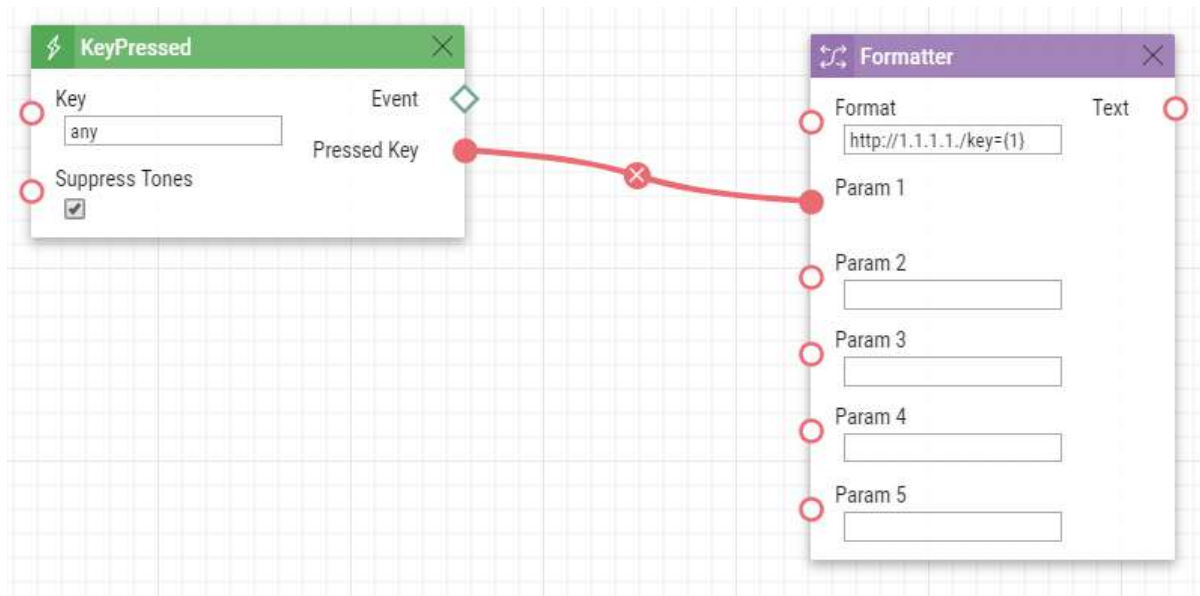 KeyPressed
Key
any
Event
Pressed Key
Suppress Tones
Formatter
Format
http://1.1.1.1./key={1}
Text
Param 1
Param 2
Param 3
Param 4
Param 5